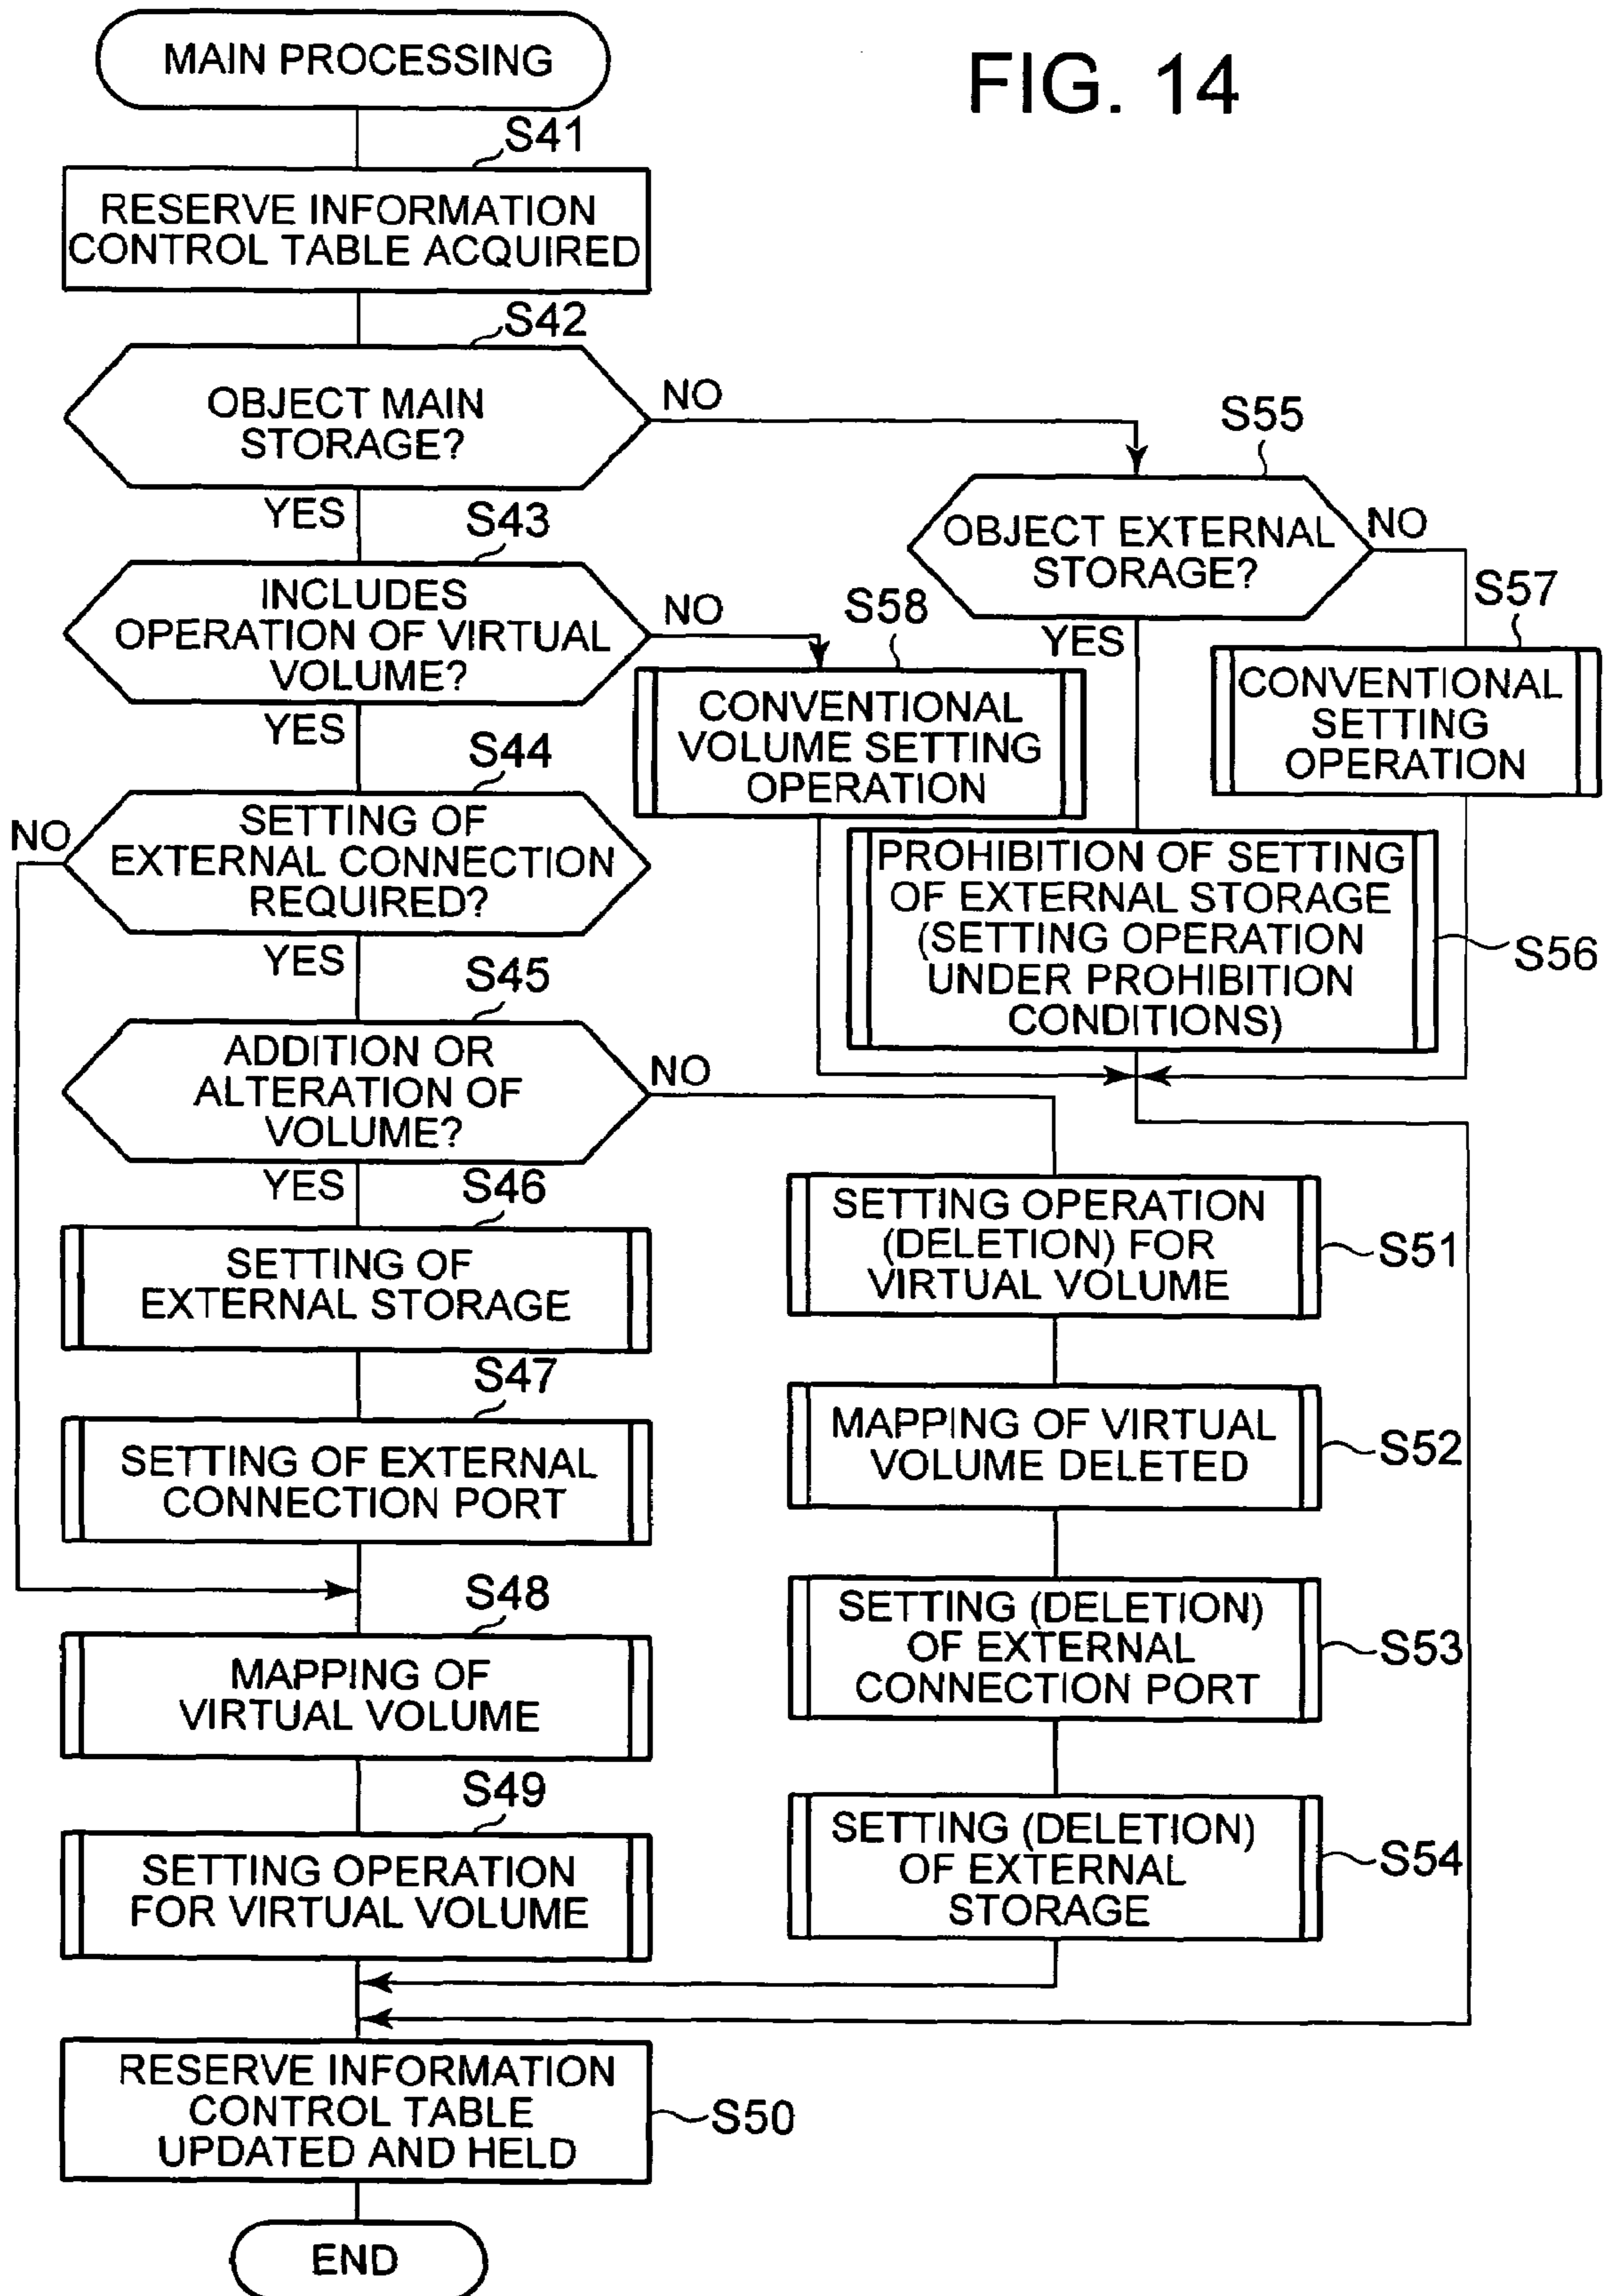 MAIN PROCESSING
FIG. 14
S41
RESERVE INFORMATION
CONTROL TABLE ACQUIRED
S42
OBJECT MAIN
STORAGE?
NO
YES
S55
OBJECT EXTERNAL
STORAGE?
NO
YES
S43
INCLUDES
OPERATION OF VIRTUAL
VOLUME?
NO
YES
S58
CONVENTIONAL
VOLUME SETTING
OPERATION
S57
CONVENTIONAL
SETTING
OPERATION
S44
SETTING OF
EXTERNAL CONNECTION
REQUIRED?
NO
YES
PROHIBITION OF SETTING
OF EXTERNAL STORAGE
(SETTING OPERATION
UNDER PROHIBITION
CONDITIONS)
S56
S45
ADDITION OR
ALTERATION OF
VOLUME?
NO
YES
S46
SETTING OF
EXTERNAL STORAGE
S47
SETTING OF EXTERNAL
CONNECTION PORT
S48
MAPPING OF
VIRTUAL VOLUME
S49
SETTING OPERATION
FOR VIRTUAL VOLUME
SETTING OPERATION
(DELETION) FOR
VIRTUAL VOLUME
S51
MAPPING OF VIRTUAL
VOLUME DELETED
S52
SETTING (DELETION)
OF EXTERNAL
CONNECTION PORT
S53
SETTING (DELETION)
OF EXTERNAL
STORAGE
S54
RESERVE INFORMATION
CONTROL TABLE
UPDATED AND HELD
S50
END